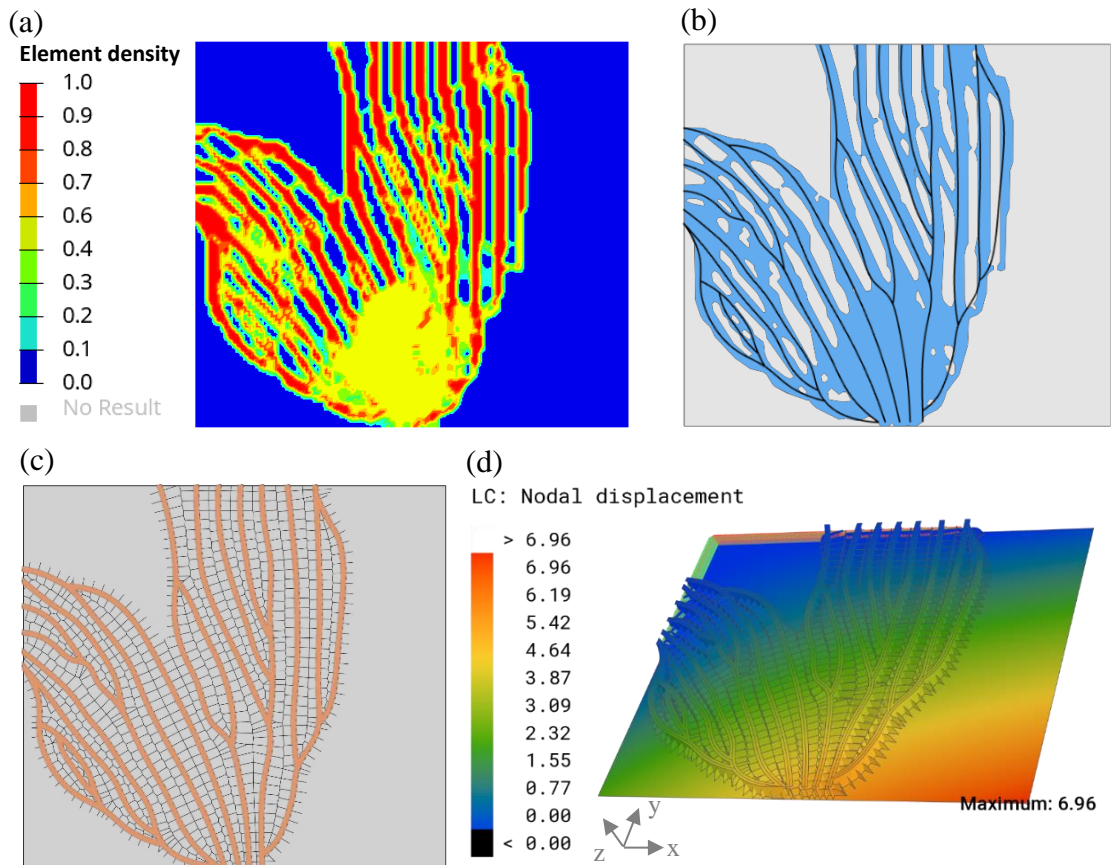 (a)
Element density
1.0
0.9
0.8
0.7
0.6
0.4
0.3
0.2
0.1
0.0
No Result
(b)
(c)
(d)
LC: Nodal displacement
> 6.96
6.96
6.19
5.42
4.64
3.87
3.09
2.32
1.55
0.77
0.00
< 0.00
Maximum: 6.96
y
z
x